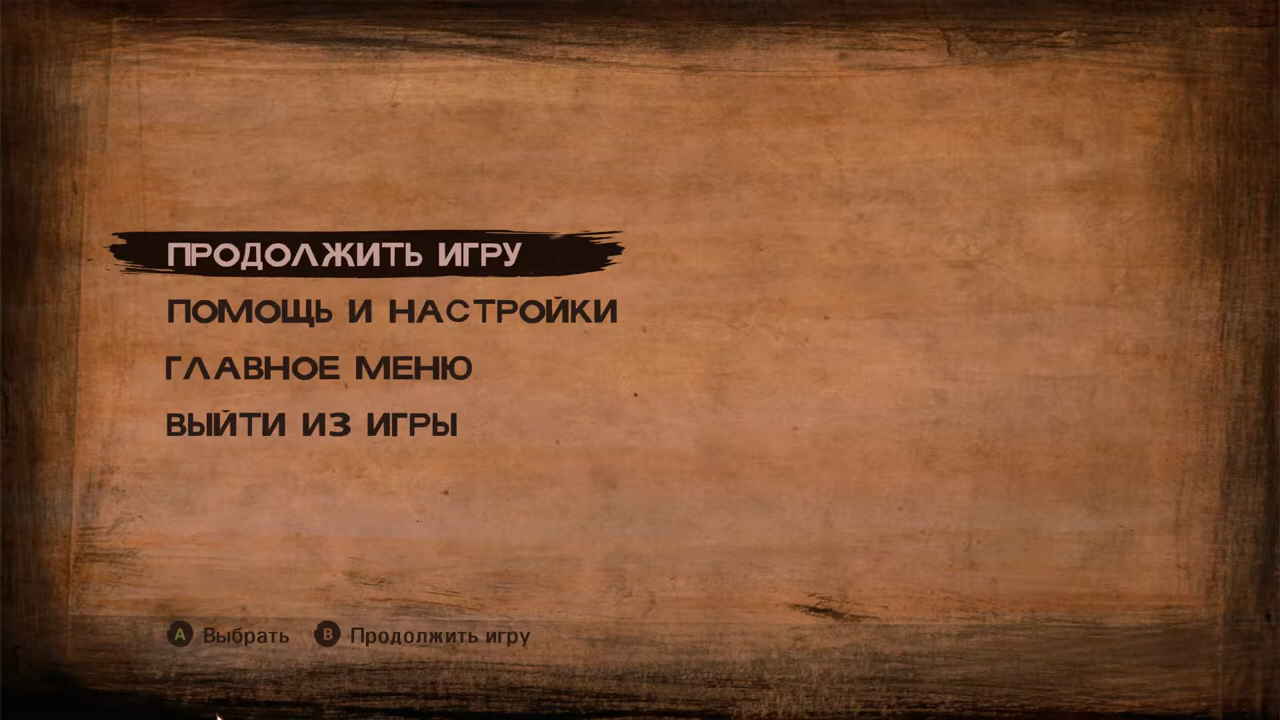 ПРОДОЛЖИТЬ ИГРУ
ПОМОЩЬ И НАСТРОЙКИ
ГЛАВНОЕ МЕНЮ
ВЫЙТИ ИЗ ИГРЫ
A Выбрать B Продолжить игру